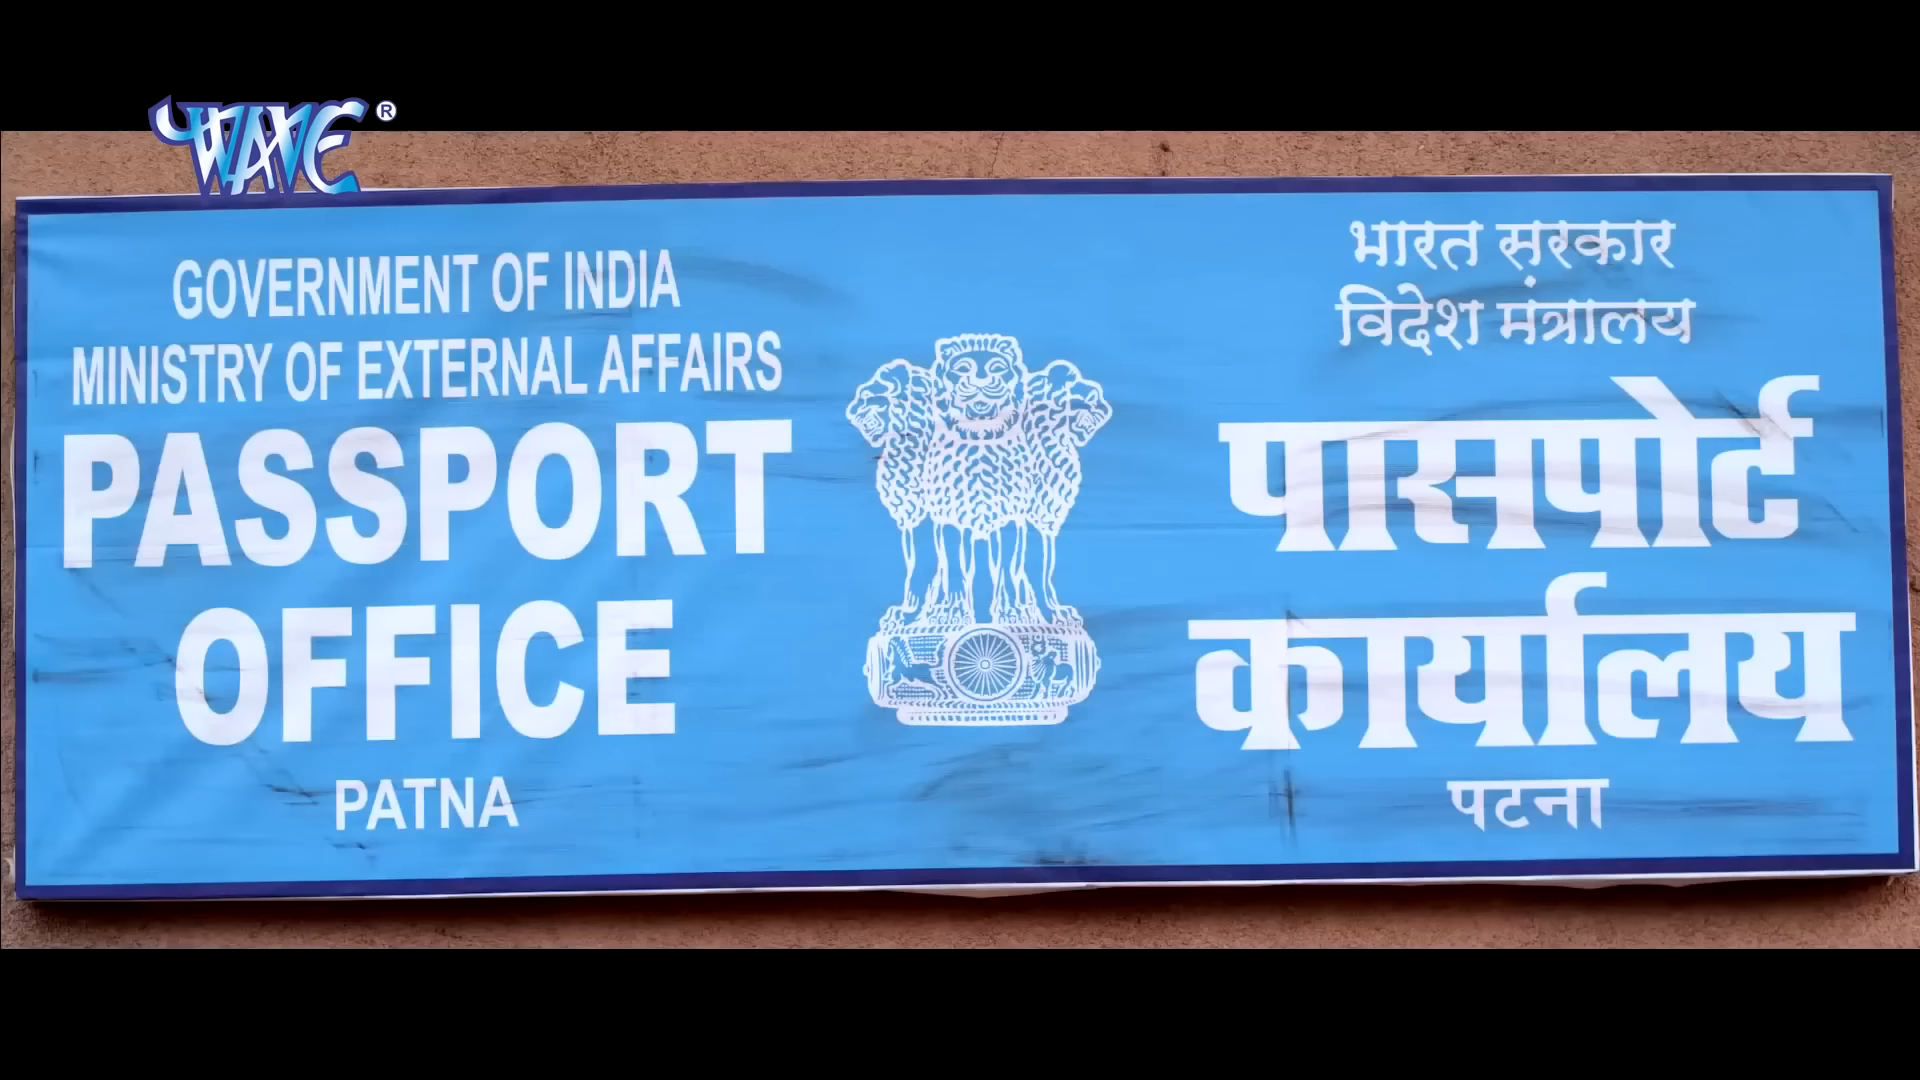 WAVE ®
GOVERNMENT OF INDIA
MINISTRY OF EXTERNAL AFFAIRS
PASSPORT
OFFICE
PATNA
भारत सरकार
विदेश मंत्रालय
पासपोर्ट
कार्यालय
पटना